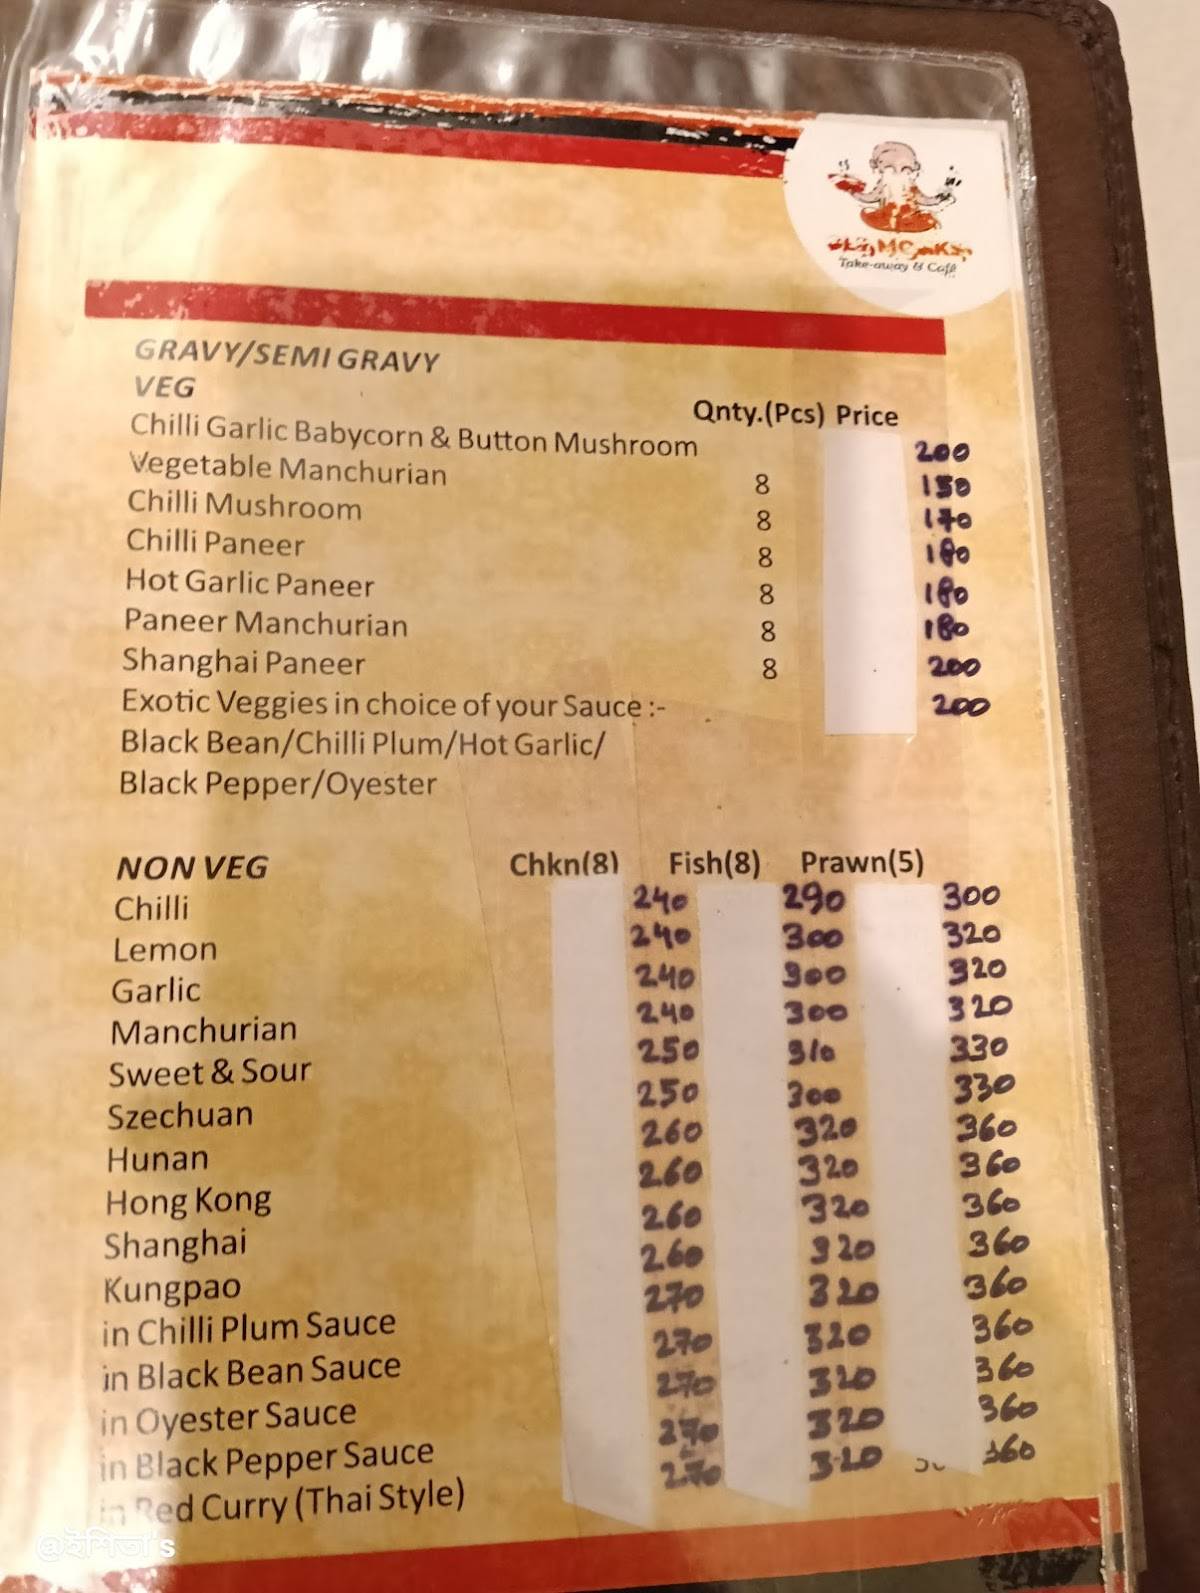 Take-away & Café
GRAVY/SEMI GRAVY
VEG
Qnty.(Pcs) Price
Chilli Garlic Babycorn & Button Mushroom 200
Vegetable Manchurian 8 150
Chilli Mushroom 8 170
Chilli Paneer 8 180
Hot Garlic Paneer 8 180
Paneer Manchurian 8 180
Shanghai Paneer 8 200
Exotic Veggies in choice of your Sauce :- 200
Black Bean/Chilli Plum/Hot Garlic/
Black Pepper/Oyester
NON VEG Chkn(8) Fish(8) Prawn(5)
Chilli 240 290 300
Lemon 240 300 320
Garlic 240 300 320
Manchurian 240 300 320
Sweet & Sour 250 310 330
Szechuan 250 300 330
Hunan 260 320 360
Hong Kong 260 320 360
Shanghai 260 320 360
Kungpao 260 320 360
in Chilli Plum Sauce 270 320 360
in Black Bean Sauce 270 320 360
in Oyester Sauce 270 320 360
in Black Pepper Sauce 270 320 360
in Red Curry (Thai Style) 270 320 360
@ইশিতা's